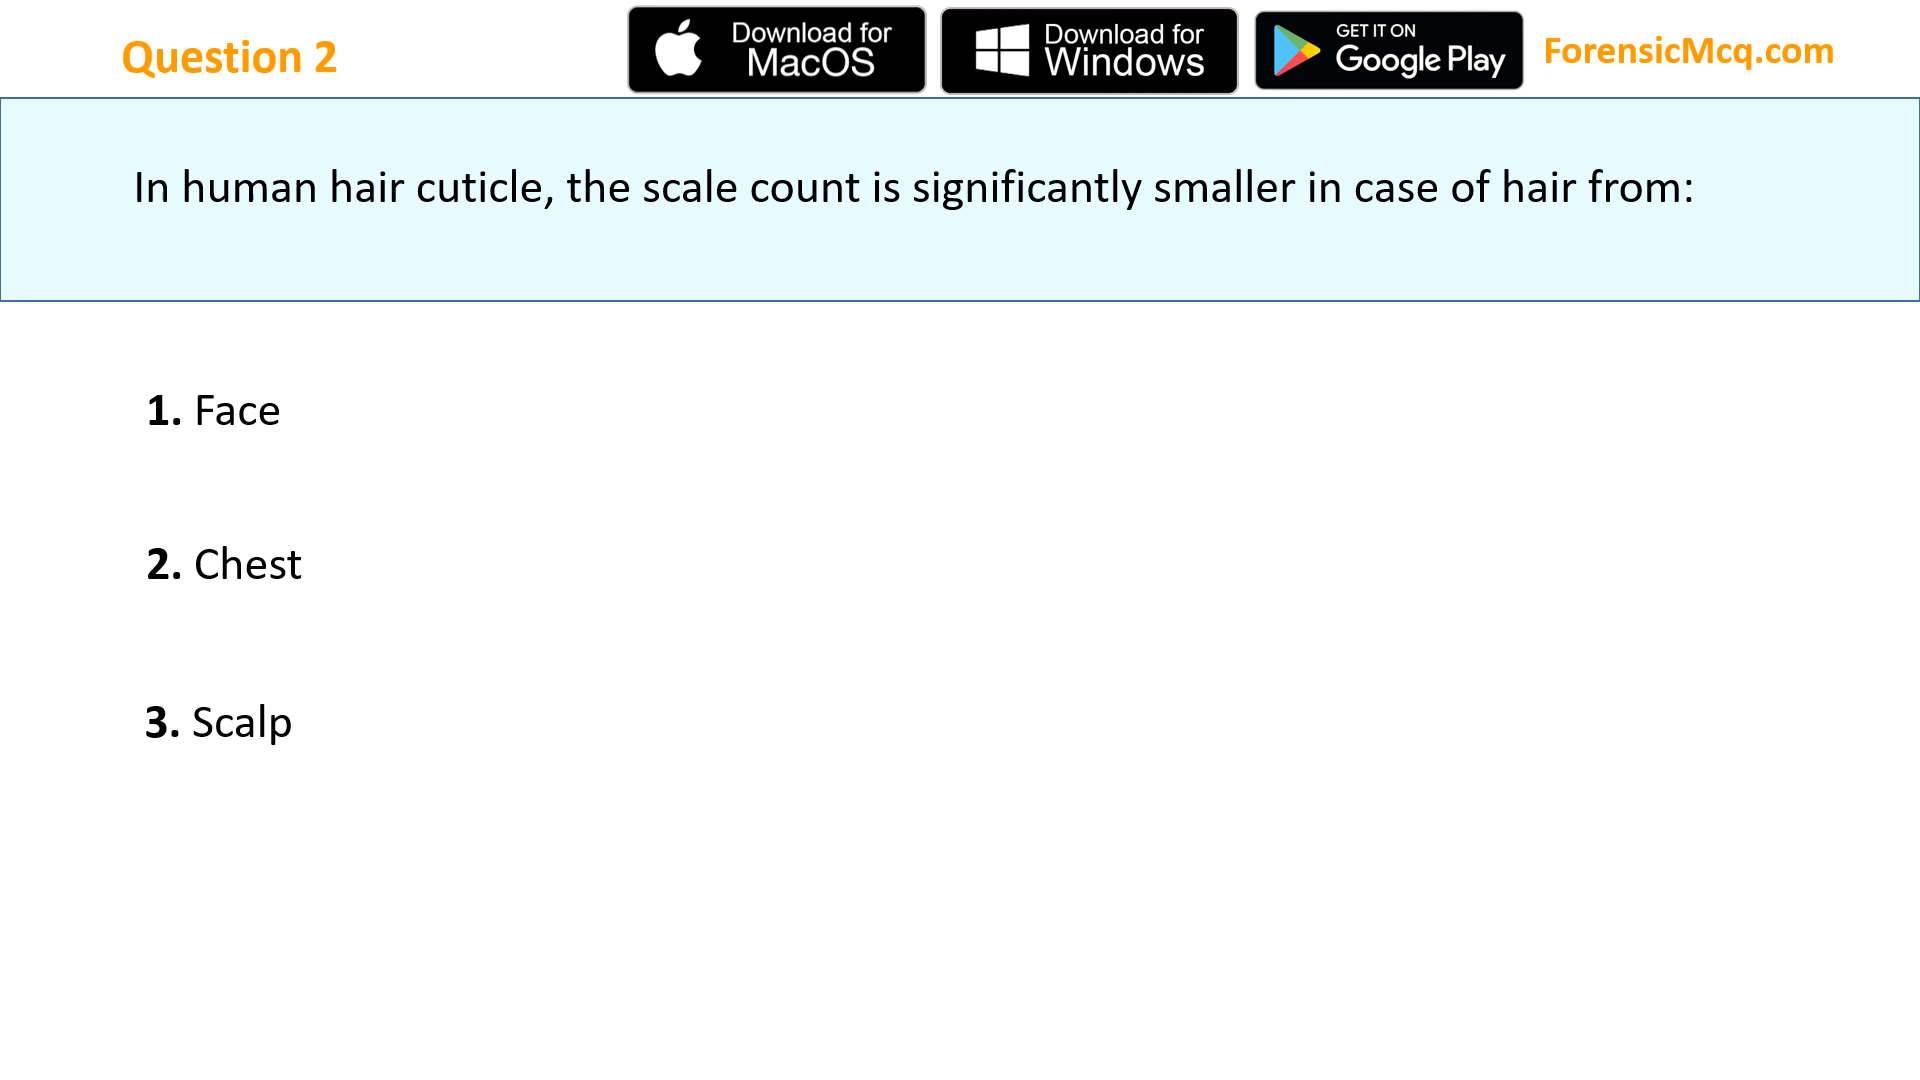 Question 2
Download for
MacOS
Download for
Windows
GET IT ON
Google Play
ForensicMcq.com
In human hair cuticle, the scale count is significantly smaller in case of hair from:
1. Face
2. Chest
3. Scalp